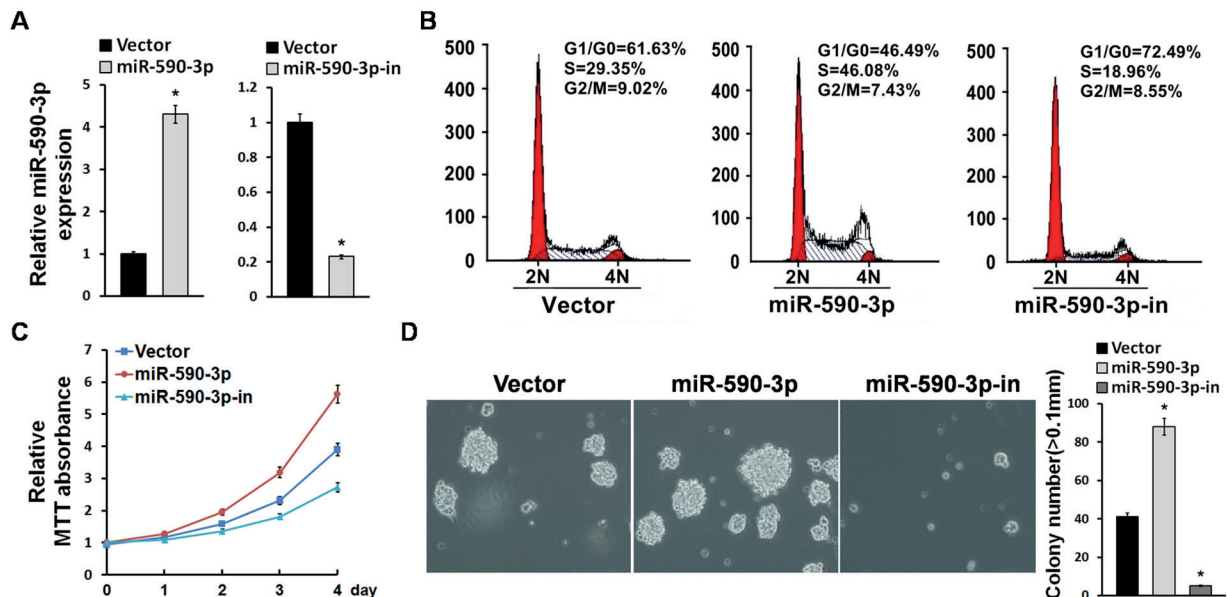 A
Vector
miR-590-3p
Vector
miR-590-3p-in
Relative miR-590-3p
expression
5
4
3
2
1
0
*
1.2
1
0.8
0.6
0.4
0.2
0
*
B
500
400
300
200
100
0
G1/G0=61.63%
S=29.35%
G2/M=9.02%
2N 4N
Vector
500
400
300
200
100
0
G1/G0=46.49%
S=46.08%
G2/M=7.43%
2N 4N
miR-590-3p
500
400
300
200
100
0
G1/G0=72.49%
S=18.96%
G2/M=8.55%
2N 4N
miR-590-3p-in
C
Relative
MTT absorbance
7
6
5
4
3
2
1
0
Vector
miR-590-3p
miR-590-3p-in
0 1 2 3 4 day
D
Vector
miR-590-3p
miR-590-3p-in
Vector
miR-590-3p
miR-590-3p-in
Colony number(>0.1mm)
100
80
60
40
20
0
*
*